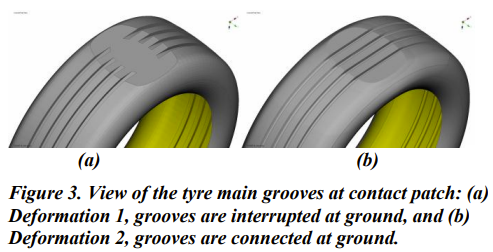 (a)
(b)
Figure 3. View of the tyre main grooves at contact patch: (a)
Deformation 1, grooves are interrupted at ground, and (b)
Deformation 2, grooves are connected at ground.